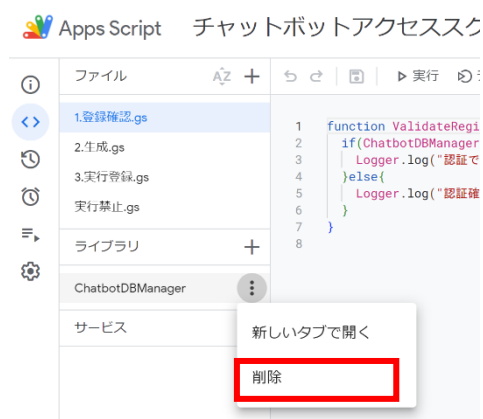 Apps Script チャットボットアクセススク
ファイル
実行
1.登録確認.gs
2.生成.gs
3.実行登録.gs
実行禁止.gs
ライブラリ
ChatbotDBManager
サービス
新しいタブで開く
削除
1 function ValidateRegi
2 if(ChatbotDBManager
3 Logger.log("認証で
4 }else{
5 Logger.log("認証確
6 }
7 }
8